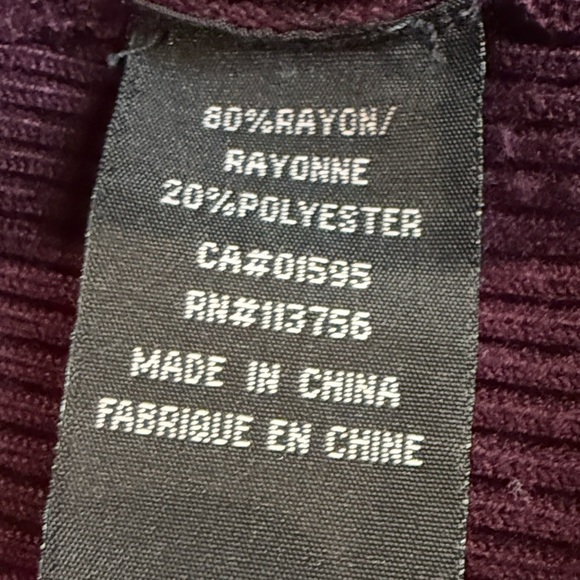 80%RAYON/
RAYONNE
20%POLYESTER
CA#01595
RN#113756
MADE IN CHINA
FABRIQUE EN CHINE